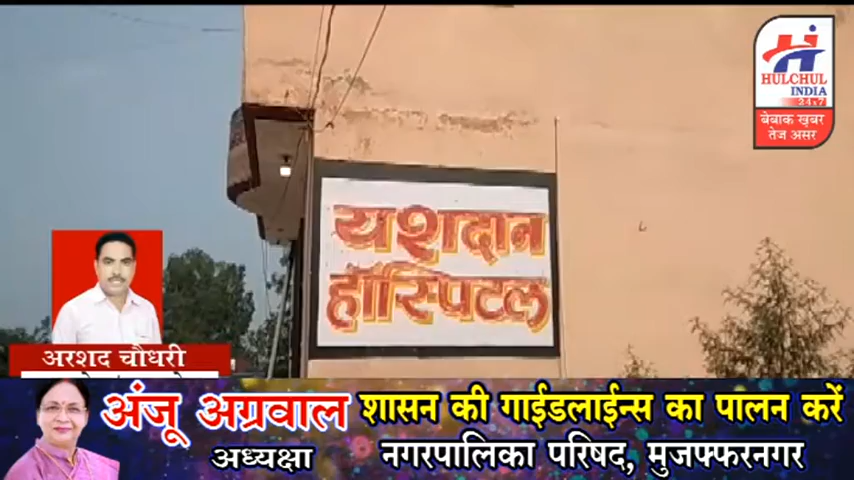 HULCHUL
INDIA
24x7
बेबाक खबर
तेज असर
यशदान
हॉस्पिटल
अरशद चौधरी
अंजू अग्रवाल
अध्यक्षा
शासन की गाईडलाईन्स का पालन करें
नगरपालिका परिषद, मुजफ्फरनगर